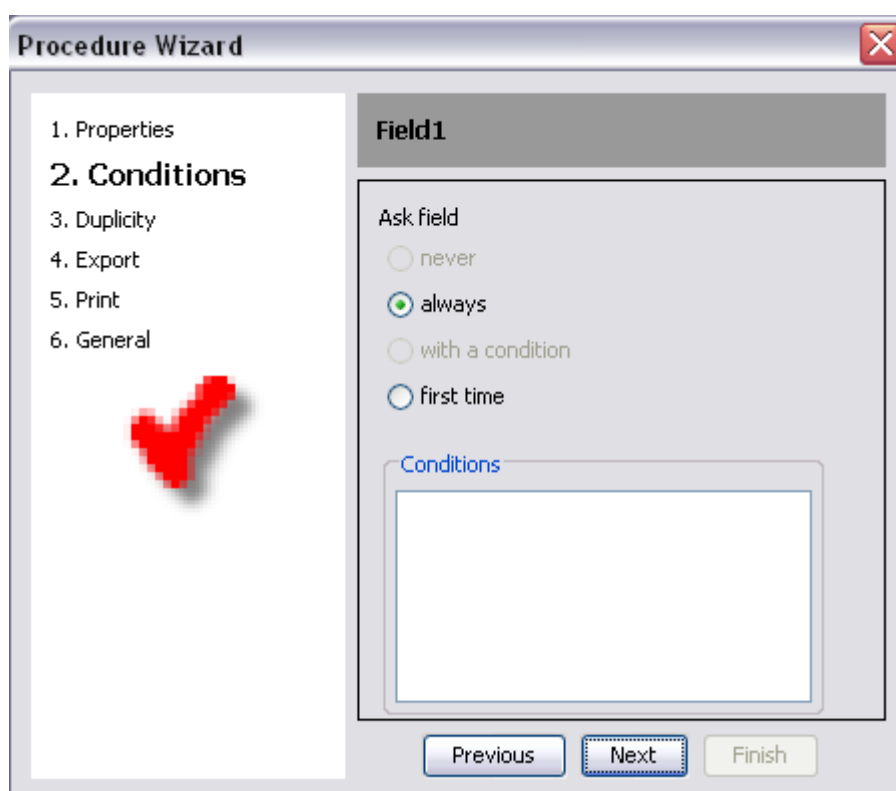 Procedure Wizard
1. Properties
2. Conditions
3. Duplicity
4. Export
5. Print
6. General
Field1
Ask field
never
always
with a condition
first time
Conditions
Previous
Next
Finish